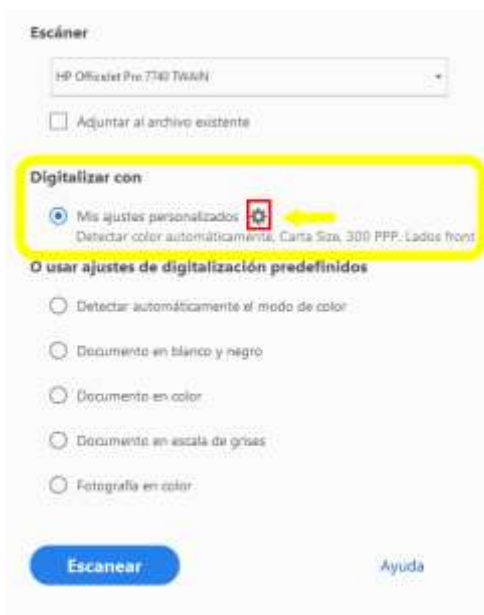 Escáner
HP OfficeJet Pro 7740 TWAIN
Adjuntar al archivo existente
Digitalizar con
Mis ajustes personalizados
Detectar color automáticamente, Carta Size, 300 PPP. Lados front
O usar ajustes de digitalización predefinidos
Detectar automáticamente el modo de color
Documento en blanco y negro
Documento en color
Documento en escala de grises
Fotografía en color
Escanear
Ayuda